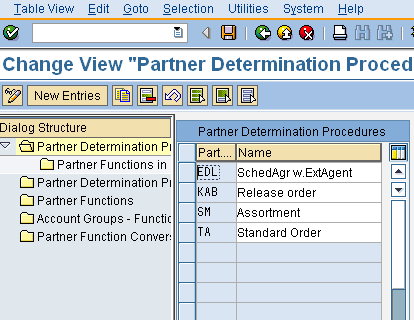 Table View Edit Goto Selection Utilities System Help
Change View "Partner Determination Proced
New Entries
Dialog Structure
Partner Determination Pr
Partner Functions in
Partner Determination Pr
Partner Functions
Account Groups - Functio
Partner Function Convers
Partner Determination Procedures
Part.... Name
EDL SchedAgr w.ExtAgent
KAB Release order
SM Assortment
TA Standard Order